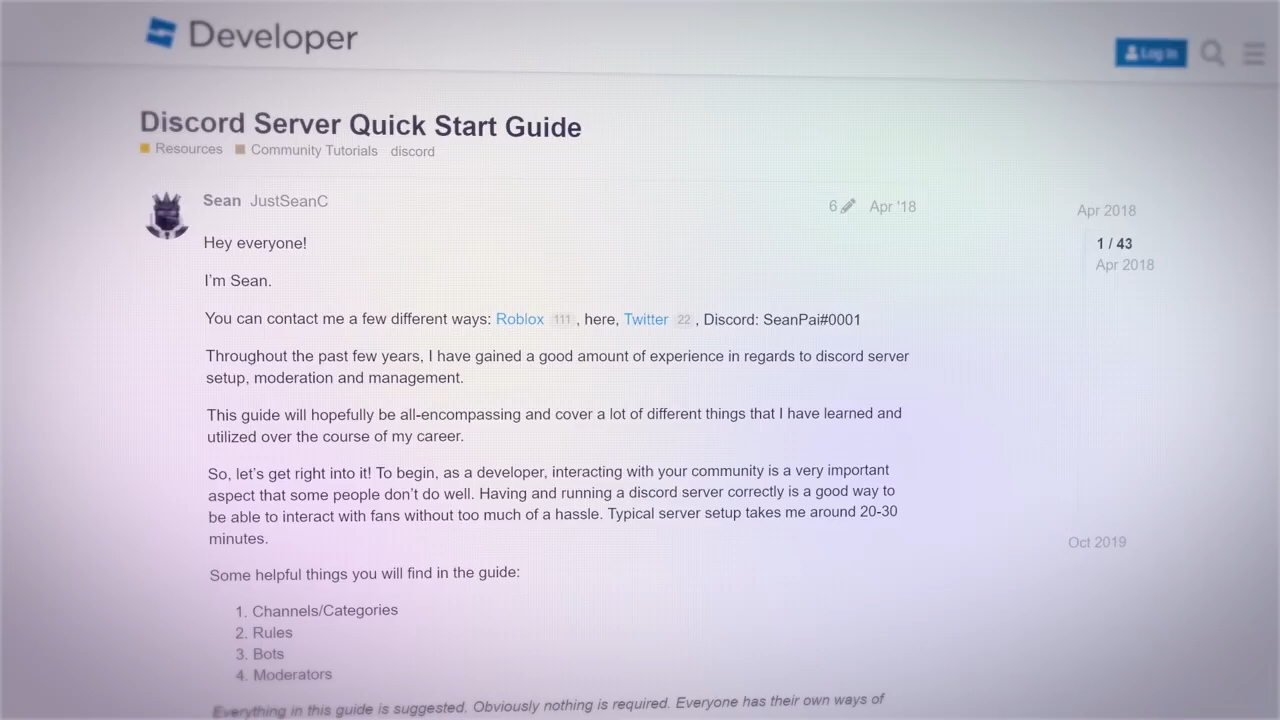 Developer
Log In
Discord Server Quick Start Guide
Resources Community Tutorials discord
Sean JustSeanC
6 Apr '18
Apr 2018
1 / 43
Apr 2018
Hey everyone!
I'm Sean.
You can contact me a few different ways: Roblox 111 , here, Twitter 22 , Discord: SeanPai#0001
Throughout the past few years, I have gained a good amount of experience in regards to discord server
setup, moderation and management.
This guide will hopefully be all-encompassing and cover a lot of different things that I have learned and
utilized over the course of my career.
So, let's get right into it! To begin, as a developer, interacting with your community is a very important
aspect that some people don't do well. Having and running a discord server correctly is a good way to
be able to interact with fans without too much of a hassle. Typical server setup takes me around 20-30
minutes.
Oct 2019
Some helpful things you will find in the guide:
1. Channels/Categories
2. Rules
3. Bots
4. Moderators
Everything in this guide is suggested. Obviously nothing is required. Everyone has their own ways of